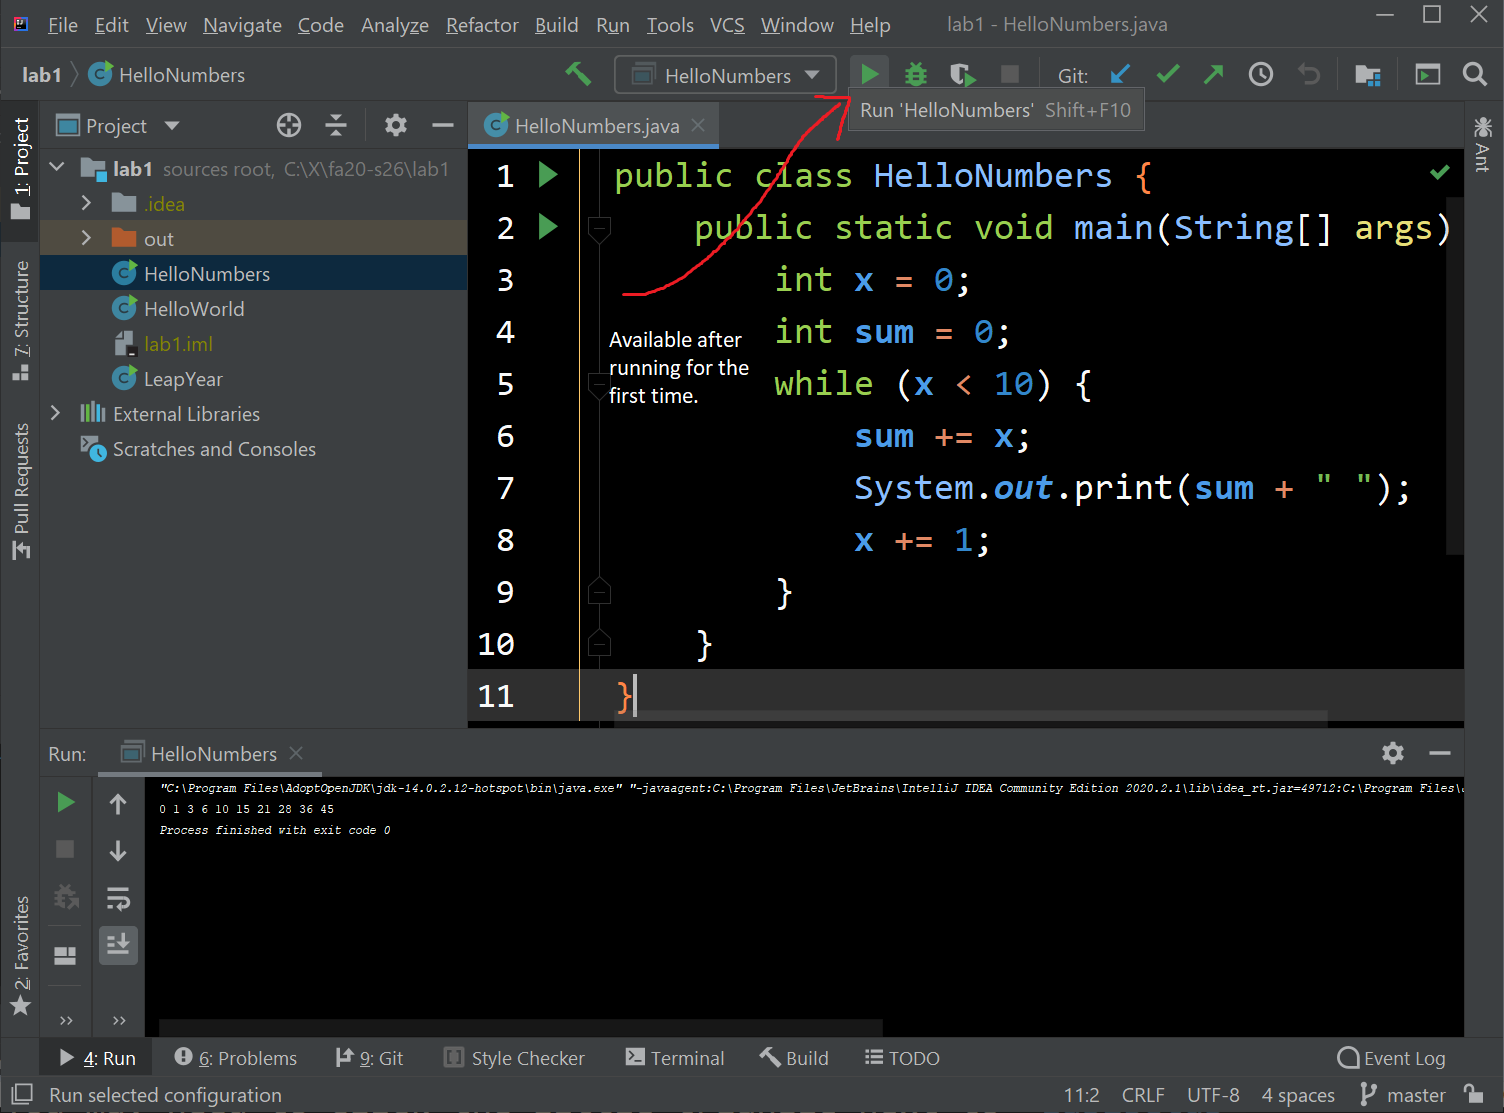 File Edit View Navigate Code Analyze Refactor Build Run Tools VCS Window Help lab1 - HelloNumbers.java
lab1 HelloNumbers HelloNumbers Git:
Run 'HelloNumbers' Shift+F10
1: Project
7: Structure
Pull Requests
2: Favorites
Project
lab1 sources root, C:\X\fa20-s26\lab1
.idea
out
HelloNumbers
HelloWorld
lab1.iml
LeapYear
External Libraries
Scratches and Consoles
HelloNumbers.java
Ant
1 public class HelloNumbers {
2 public static void main(String[] args)
3 int x = 0;
4 int sum = 0;
5 while (x < 10) {
6 sum += x;
7 System.out.print(sum + " ");
8 x += 1;
9 }
10 }
11 }
Available after
running for the
first time.
Run: HelloNumbers
"C:\Program Files\AdoptOpenJDK\jdk-14.0.2.12-hotspot\bin\java.exe" "-javaagent:C:\Program Files\JetBrains\IntelliJ IDEA Community Edition 2020.2.1\lib\idea_rt.jar=49712:C:\Program Files\
0 1 3 6 10 15 21 28 36 45
Process finished with exit code 0
4: Run 6: Problems 9: Git Style Checker Terminal Build TODO Event Log
Run selected configuration 11:2 CRLF UTF-8 4 spaces master